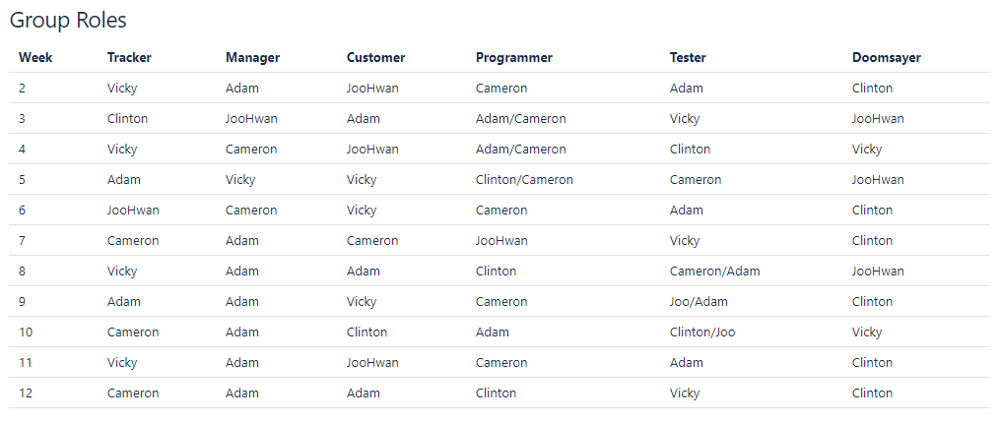 Group Roles
Week Tracker Manager Customer Programmer Tester Doomsayer
2 Vicky Adam JooHwan Cameron Adam Clinton
3 Clinton JooHwan Adam Adam/Cameron Vicky JooHwan
4 Vicky Cameron JooHwan Adam/Cameron Clinton Vicky
5 Adam Vicky Vicky Clinton/Cameron Cameron JooHwan
6 JooHwan Cameron Vicky Cameron Adam Clinton
7 Cameron Adam Cameron JooHwan Vicky Clinton
8 Vicky Adam Adam Clinton Cameron/Adam JooHwan
9 Adam Adam Vicky Cameron Joo/Adam Clinton
10 Cameron Adam Clinton Adam Clinton/Joo Vicky
11 Vicky Adam JooHwan Cameron Adam Clinton
12 Cameron Adam Adam Clinton Vicky Clinton